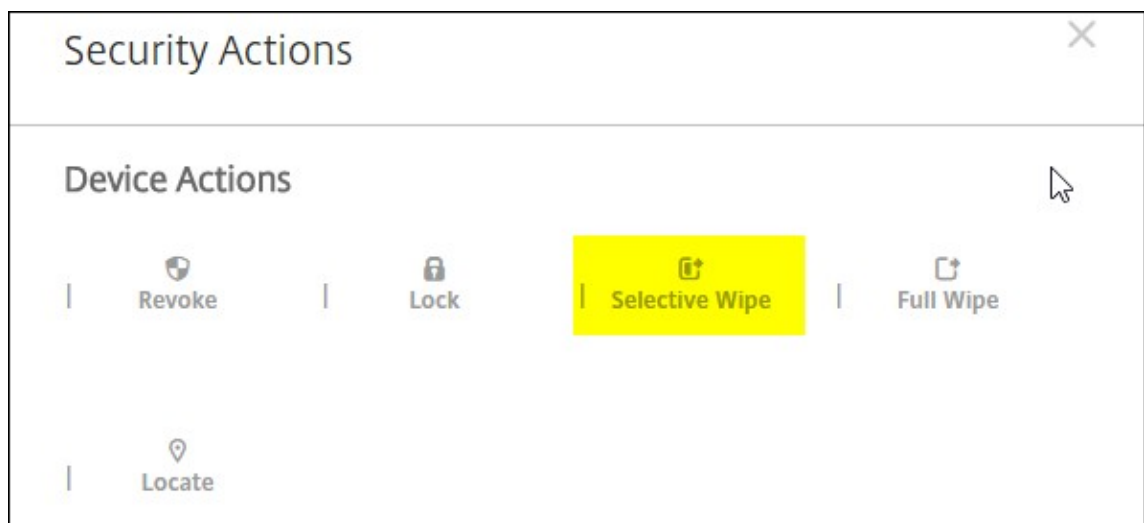 Security Actions
Device Actions
Revoke
Lock
Selective Wipe
Full Wipe
Locate